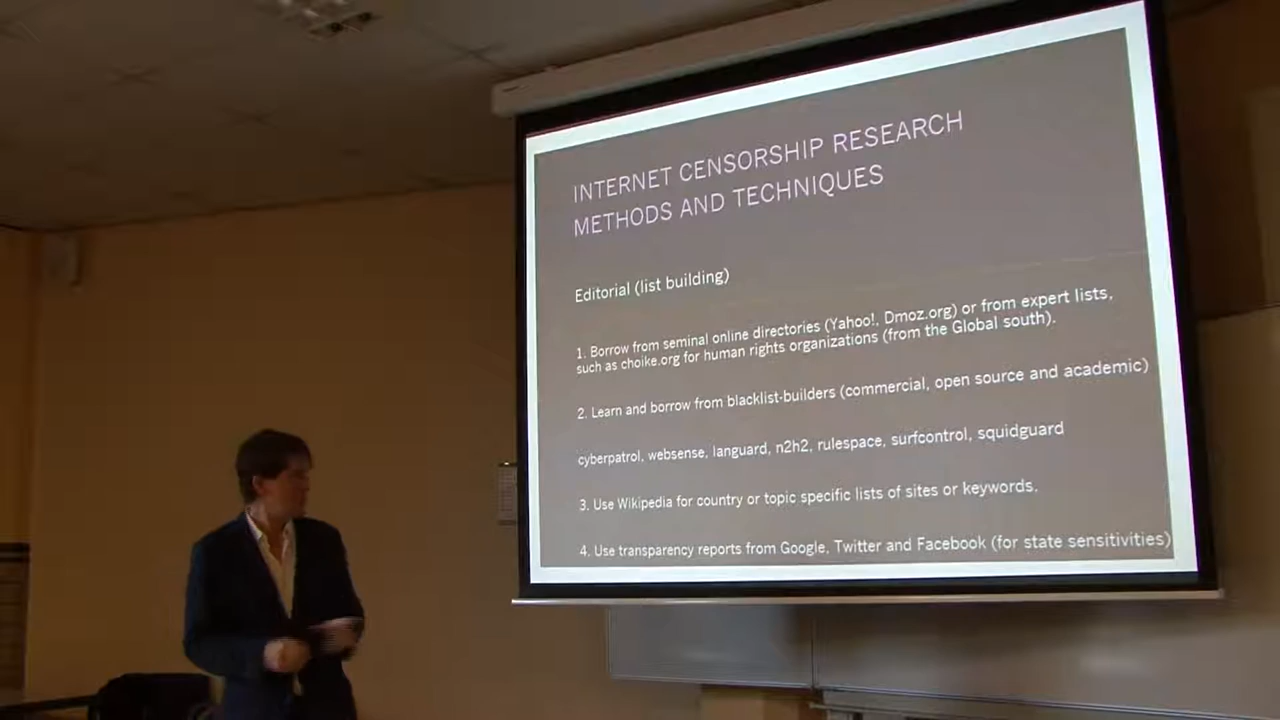 INTERNET CENSORSHIP RESEARCH
METHODS AND TECHNIQUES
Editorial (list building)
1. Borrow from seminal online directories (Yahoo!, Dmoz.org) or from expert lists,
such as choike.org for human rights organizations (from the Global south).
2. Learn and borrow from blacklist-builders (commercial, open source and academic)
cyberpatrol, websense, languard, n2h2, rulespace, surfcontrol, squidguard
3. Use Wikipedia for country or topic specific lists of sites or keywords.
4. Use transparency reports from Google, Twitter and Facebook (for state sensitivities)